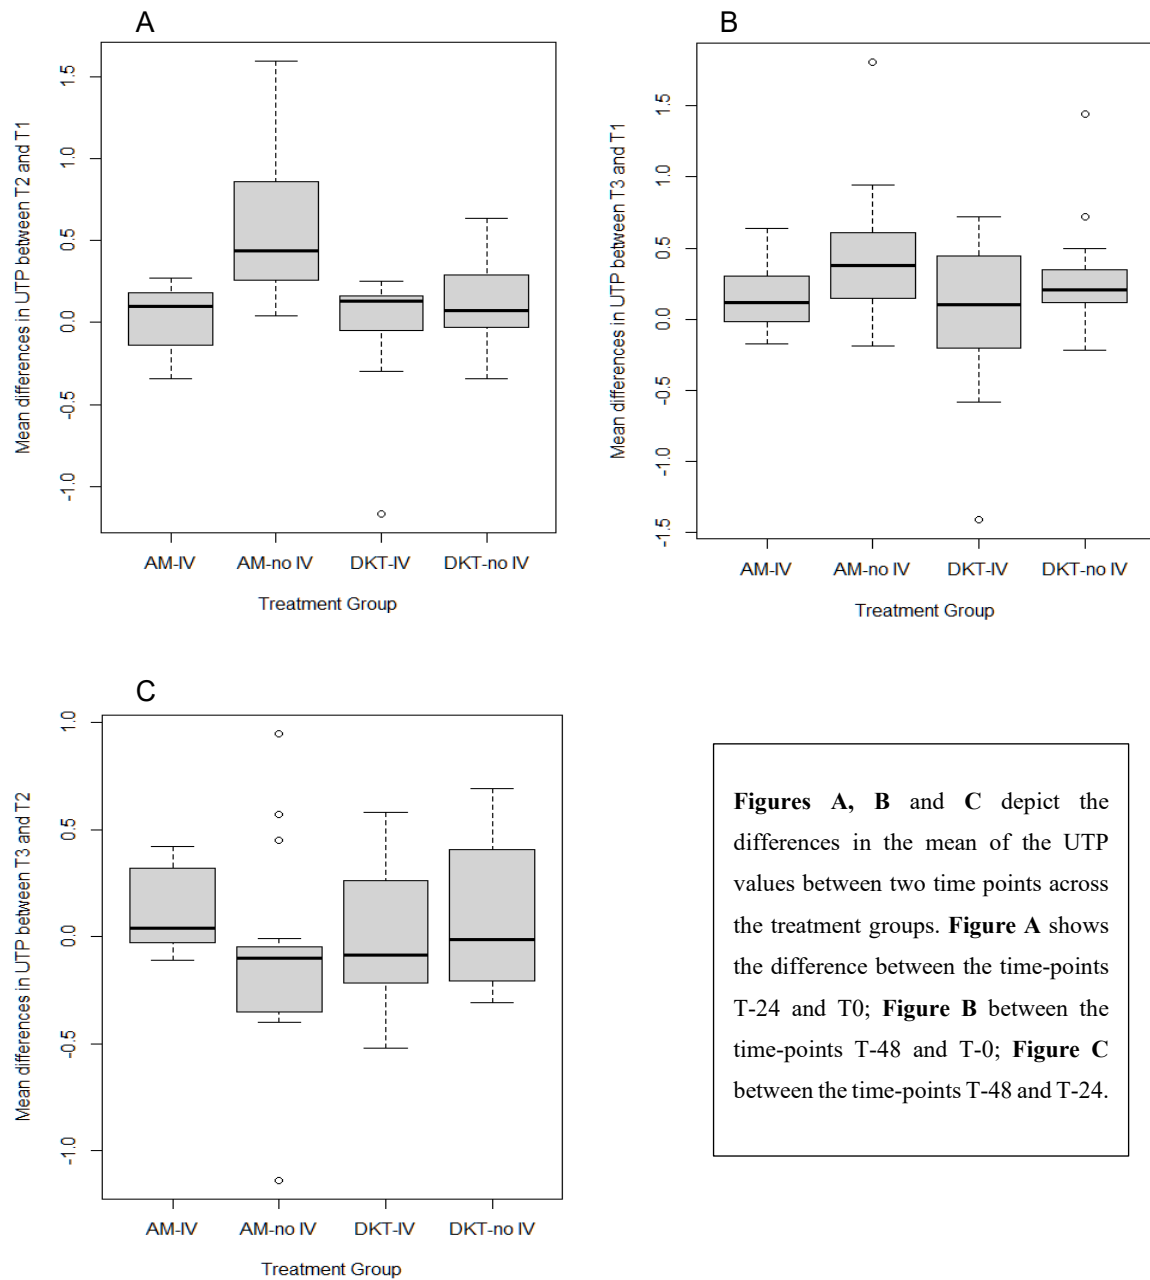 A
Mean differences in UTP between T2 and T1
1.5
1.0
0.5
0.0
-0.5
-1.0
AM-IV AM-no IV DKT-IV DKT-no IV
Treatment Group
B
Mean differences in UTP between T3 and T1
1.5
1.0
0.5
0.0
-0.5
-1.0
-1.5
AM-IV AM-no IV DKT-IV DKT-no IV
Treatment Group
C
Mean differences in UTP between T3 and T2
1.0
0.5
0.0
-0.5
-1.0
AM-IV AM-no IV DKT-IV DKT-no IV
Treatment Group
Figures A, B and C depict the
differences in the mean of the UTP
values between two time points across
the treatment groups. Figure A shows
the difference between the time-points
T-24 and T0; Figure B between the
time-points T-48 and T-0; Figure C
between the time-points T-48 and T-24.